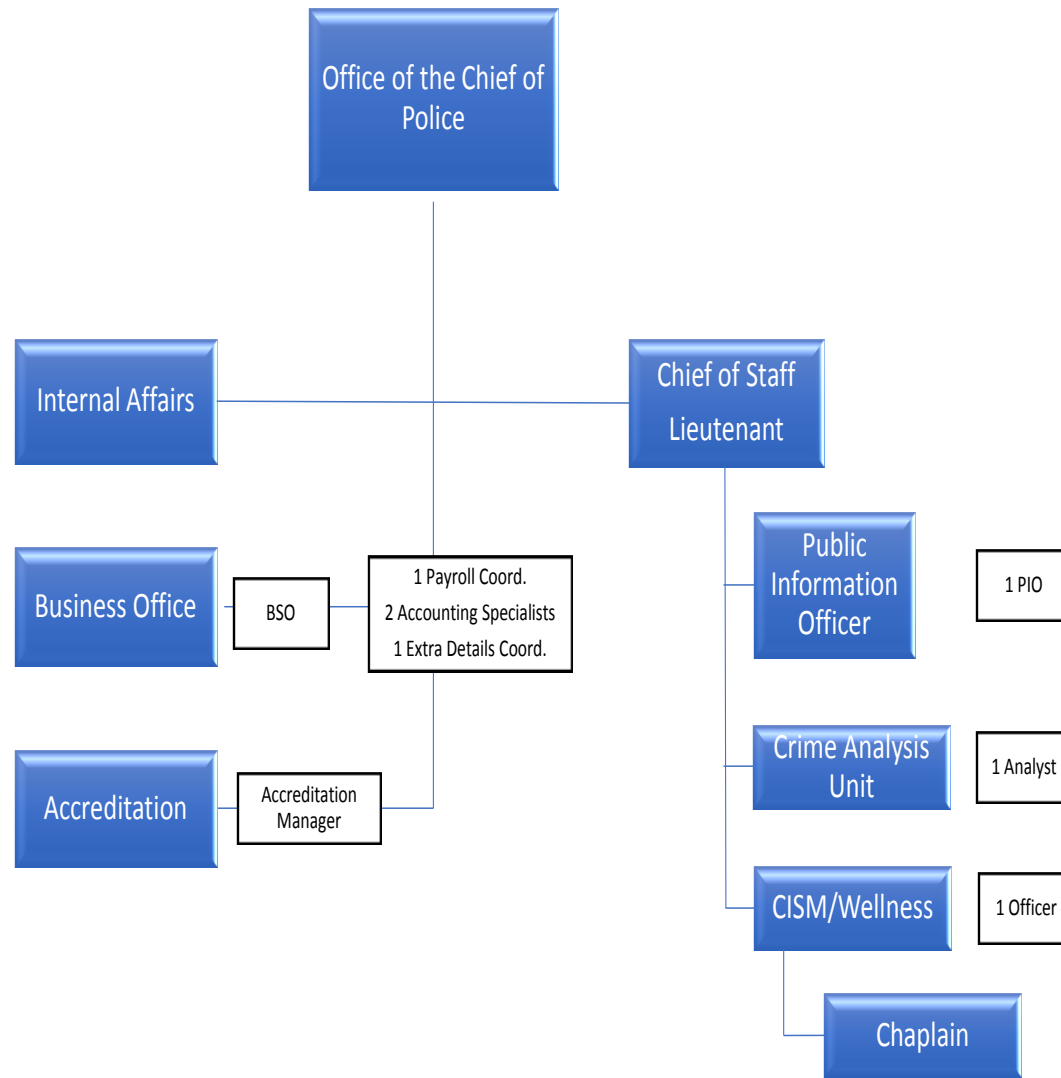 Office of the Chief of
Police
Internal Affairs
Chief of Staff
Lieutenant
Public
Information
Officer
1 PIO
Business Office
BSO
1 Payroll Coord.
2 Accounting Specialists
1 Extra Details Coord.
Crime Analysis
Unit
1 Analyst
Accreditation
Accreditation
Manager
CISM/Wellness
1 Officer
Chaplain